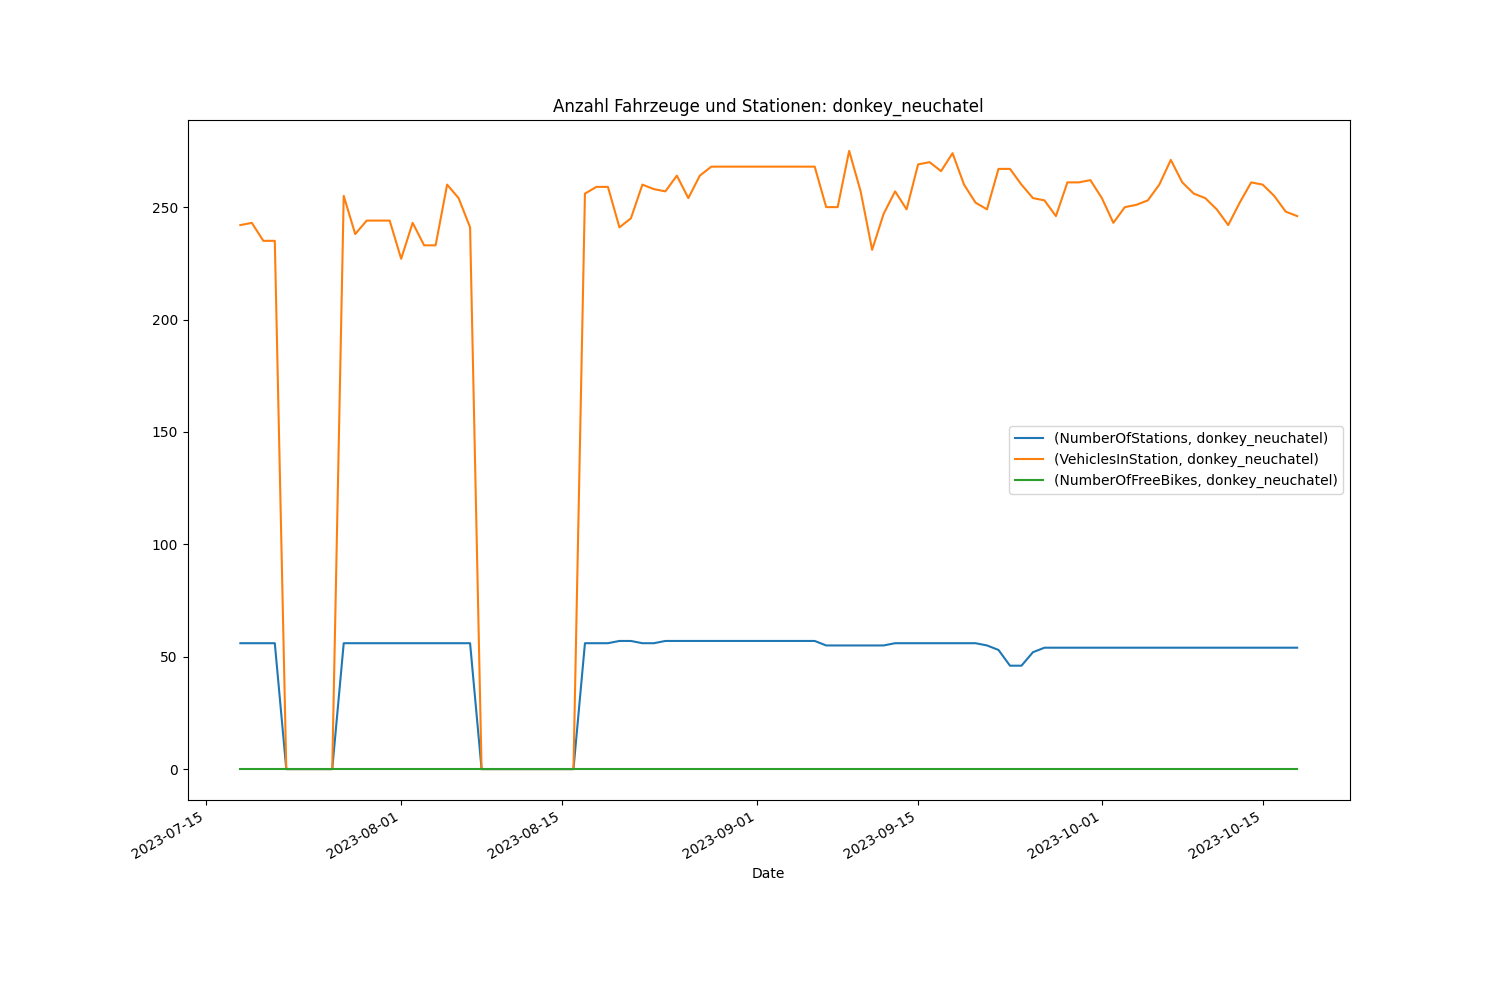 Anzahl Fahrzeuge und Stationen: donkey_neuchatel
250
200
150
100
50
0
(NumberOfStations, donkey_neuchatel)
(VehiclesInStation, donkey_neuchatel)
(NumberOfFreeBikes, donkey_neuchatel)
2023-07-15
2023-08-01
2023-08-15
2023-09-01
2023-09-15
2023-10-01
2023-10-15
Date